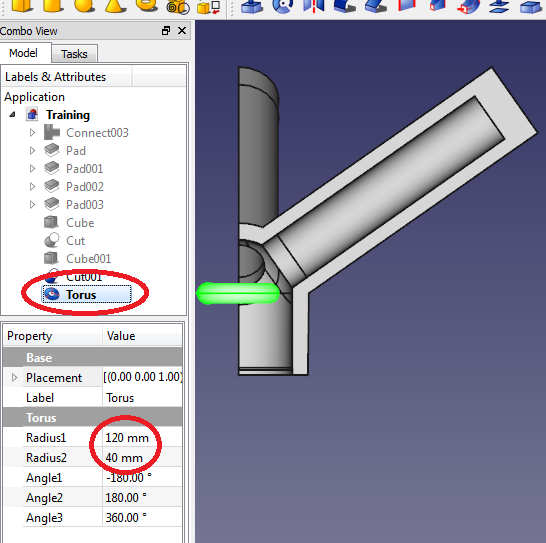 Combo View
Model Tasks
Labels & Attributes
Application
Training
Connect003
Pad
Pad001
Pad002
Pad003
Cube
Cut
Cube001
Cut001
Torus
Property Value
Base
Placement [(0.00 0.00 1.00)
Label Torus
Torus
Radius1 120 mm
Radius2 40 mm
Angle1 -180.00 °
Angle2 180.00 °
Angle3 360.00 °